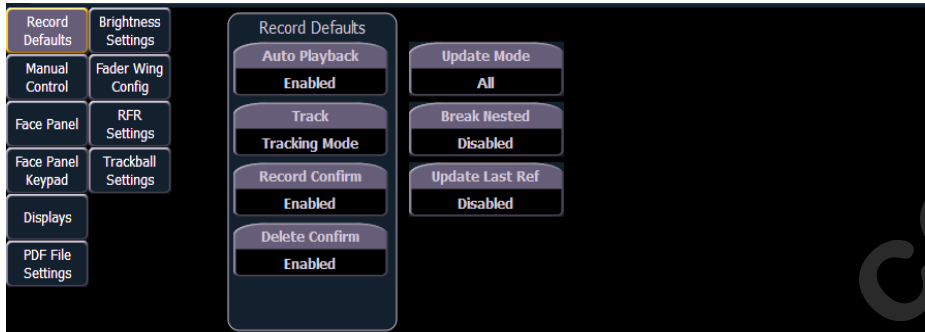 Record
Defaults
Brightness
Settings
Manual
Control
Fader Wing
Config
Face Panel
RFR
Settings
Face Panel
Keypad
Trackball
Settings
Displays
PDF File
Settings
Record Defaults
Auto Playback
Enabled
Track
Tracking Mode
Record Confirm
Enabled
Delete Confirm
Enabled
Update Mode
All
Break Nested
Disabled
Update Last Ref
Disabled